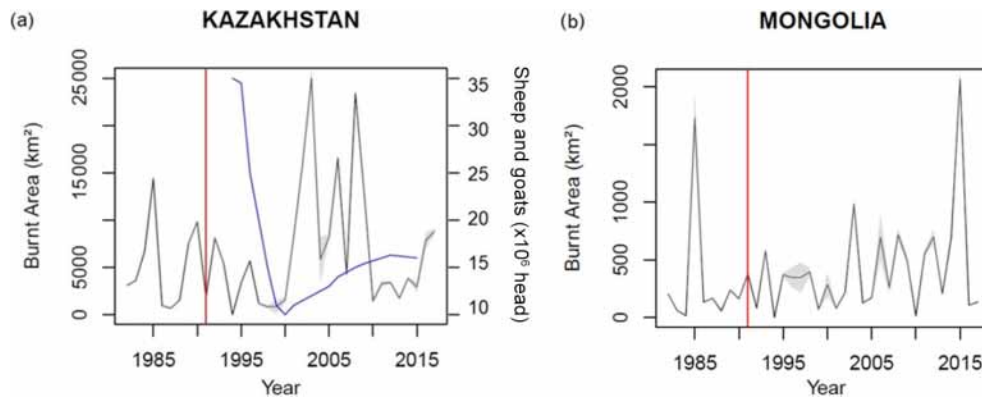 (a) KAZAKHSTAN
Burnt Area (km²)
25000
15000
5000
0
35
30
25
20
15
10
Sheep and goats (x10⁶ head)
1985 1995 2005 2015
Year
(b) MONGOLIA
Burnt Area (km²)
2000
1000
500
0
1985 1995 2005 2015
Year